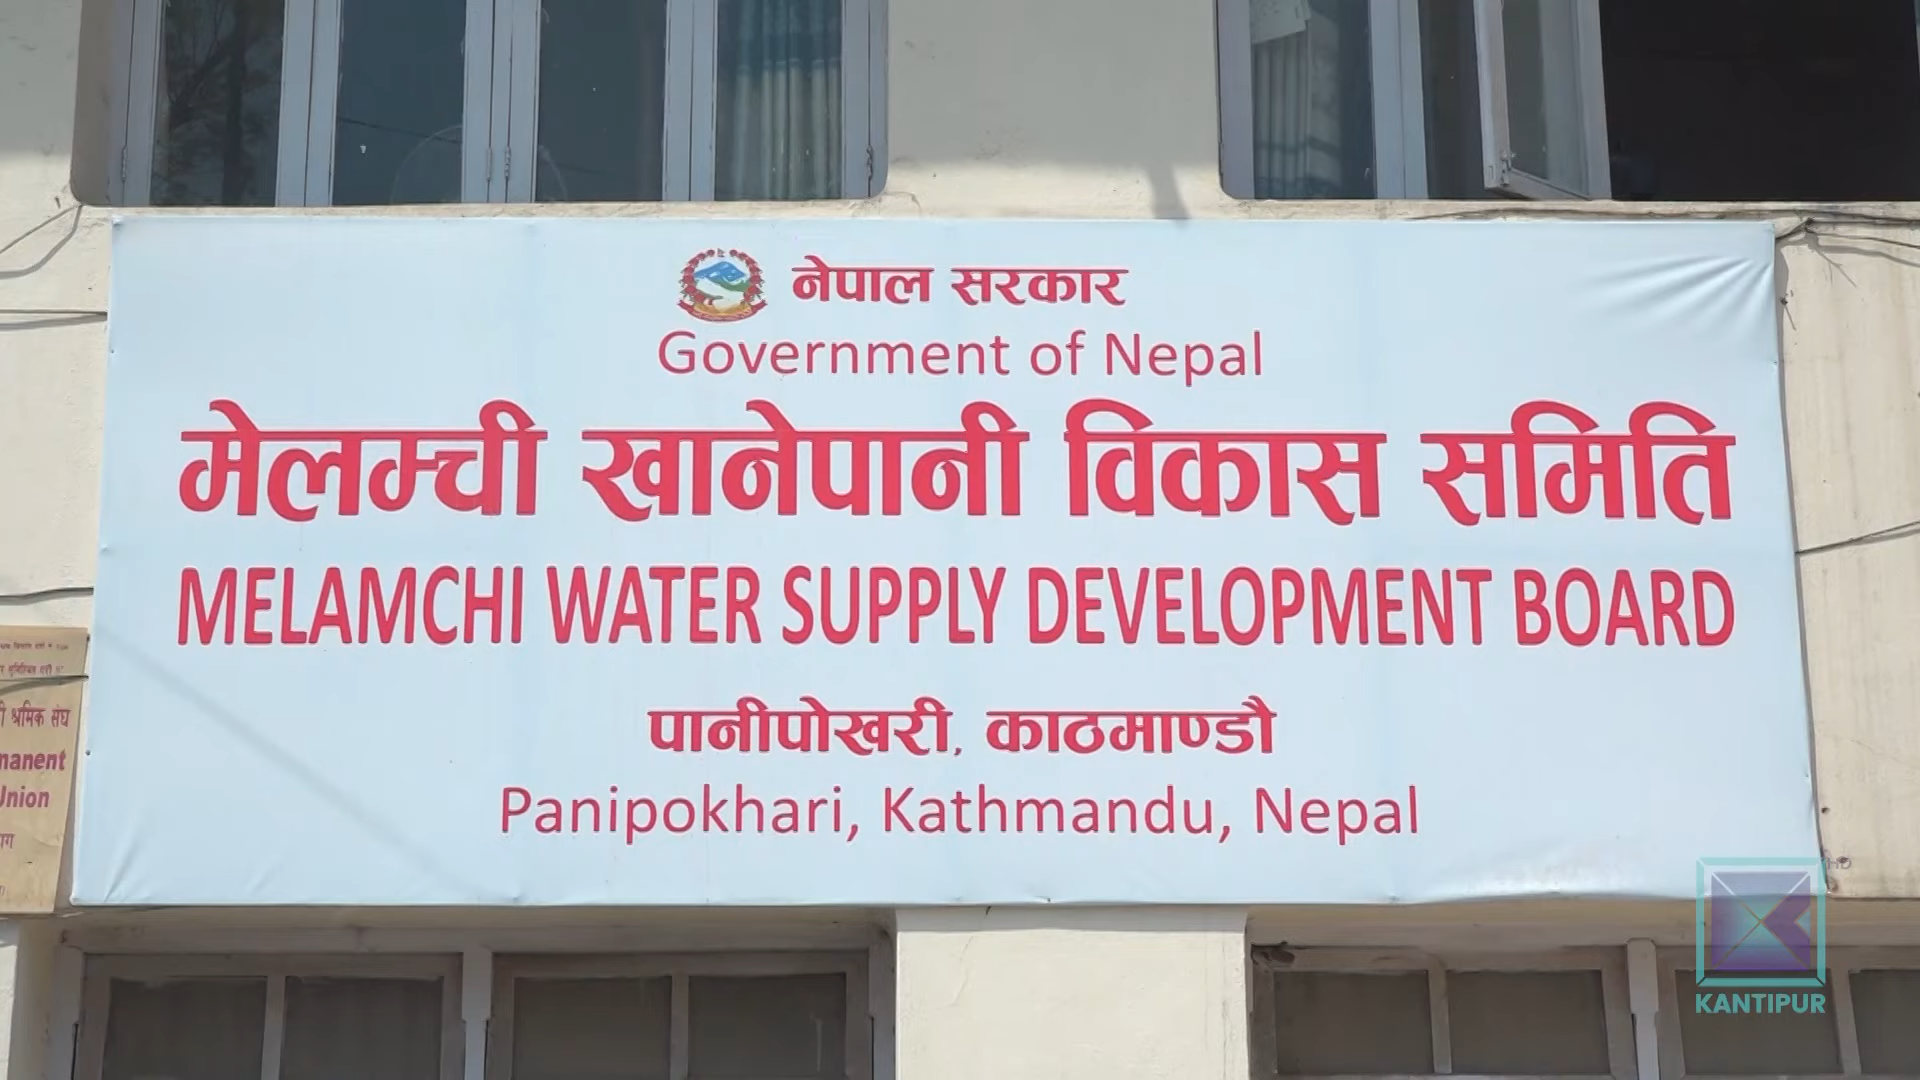 नेपाल सरकार
Government of Nepal
मेलम्ची खानेपानी विकास समिति
MELAMCHI WATER SUPPLY DEVELOPMENT BOARD
पानीपोखरी, काठमाण्डौ
Panipokhari, Kathmandu, Nepal
श्रमिक संघ
manent
Union
HD
KANTIPUR